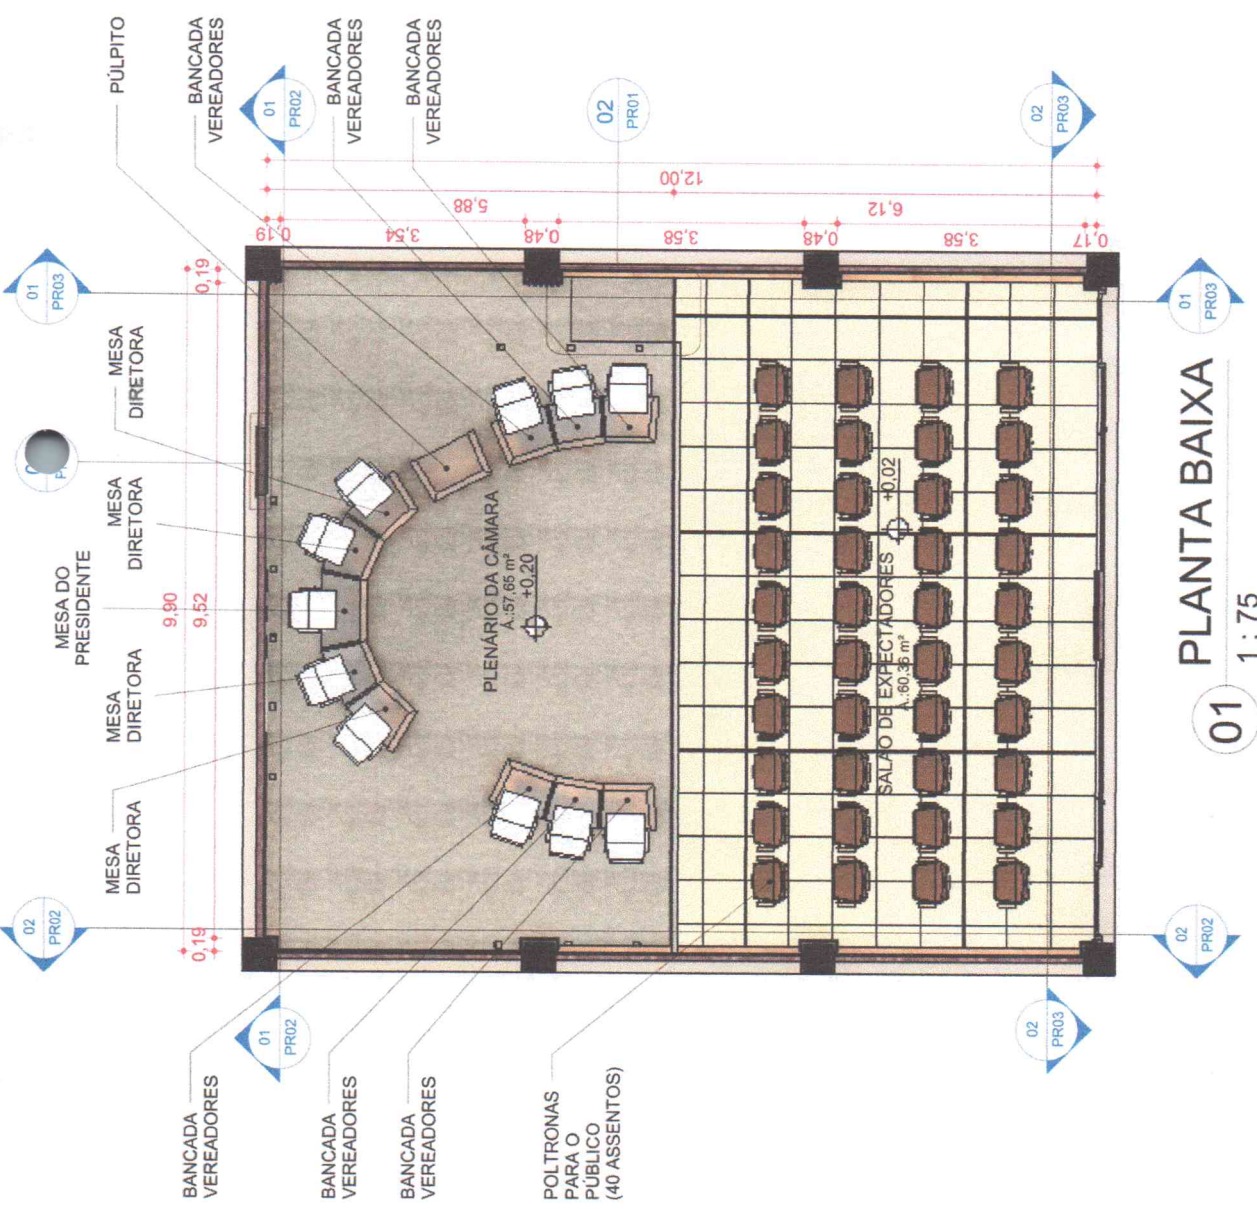 PÚLPITO
BANCADA
VEREADORES
BANCADA
VEREADORES
BANCADA
VEREADORES
01
PR02
02
PR01
02
PR03
12,00
5,88
6,12
0,19
3,54
0,48
3,58
0,48
3,58
0,17
01
PR03
0,19
MESA
DIRETORA
MESA
DIRETORA
MESA DO
PRESIDENTE
9,90
9,52
MESA
DIRETORA
MESA
DIRETORA
0,19
02
PR02
PLENÁRIO DA CÂMARA
A.:57,65 m²
+0,20
SALÃO DE EXPECTADORES
A.:60,36 m²
+0,02
01
PR03
02
PR02
01
PR02
02
PR03
BANCADA
VEREADORES
BANCADA
VEREADORES
BANCADA
VEREADORES
POLTRONAS
PARA O
PÚBLICO
(40 ASSENTOS)
01
PLANTA BAIXA
1 : 75